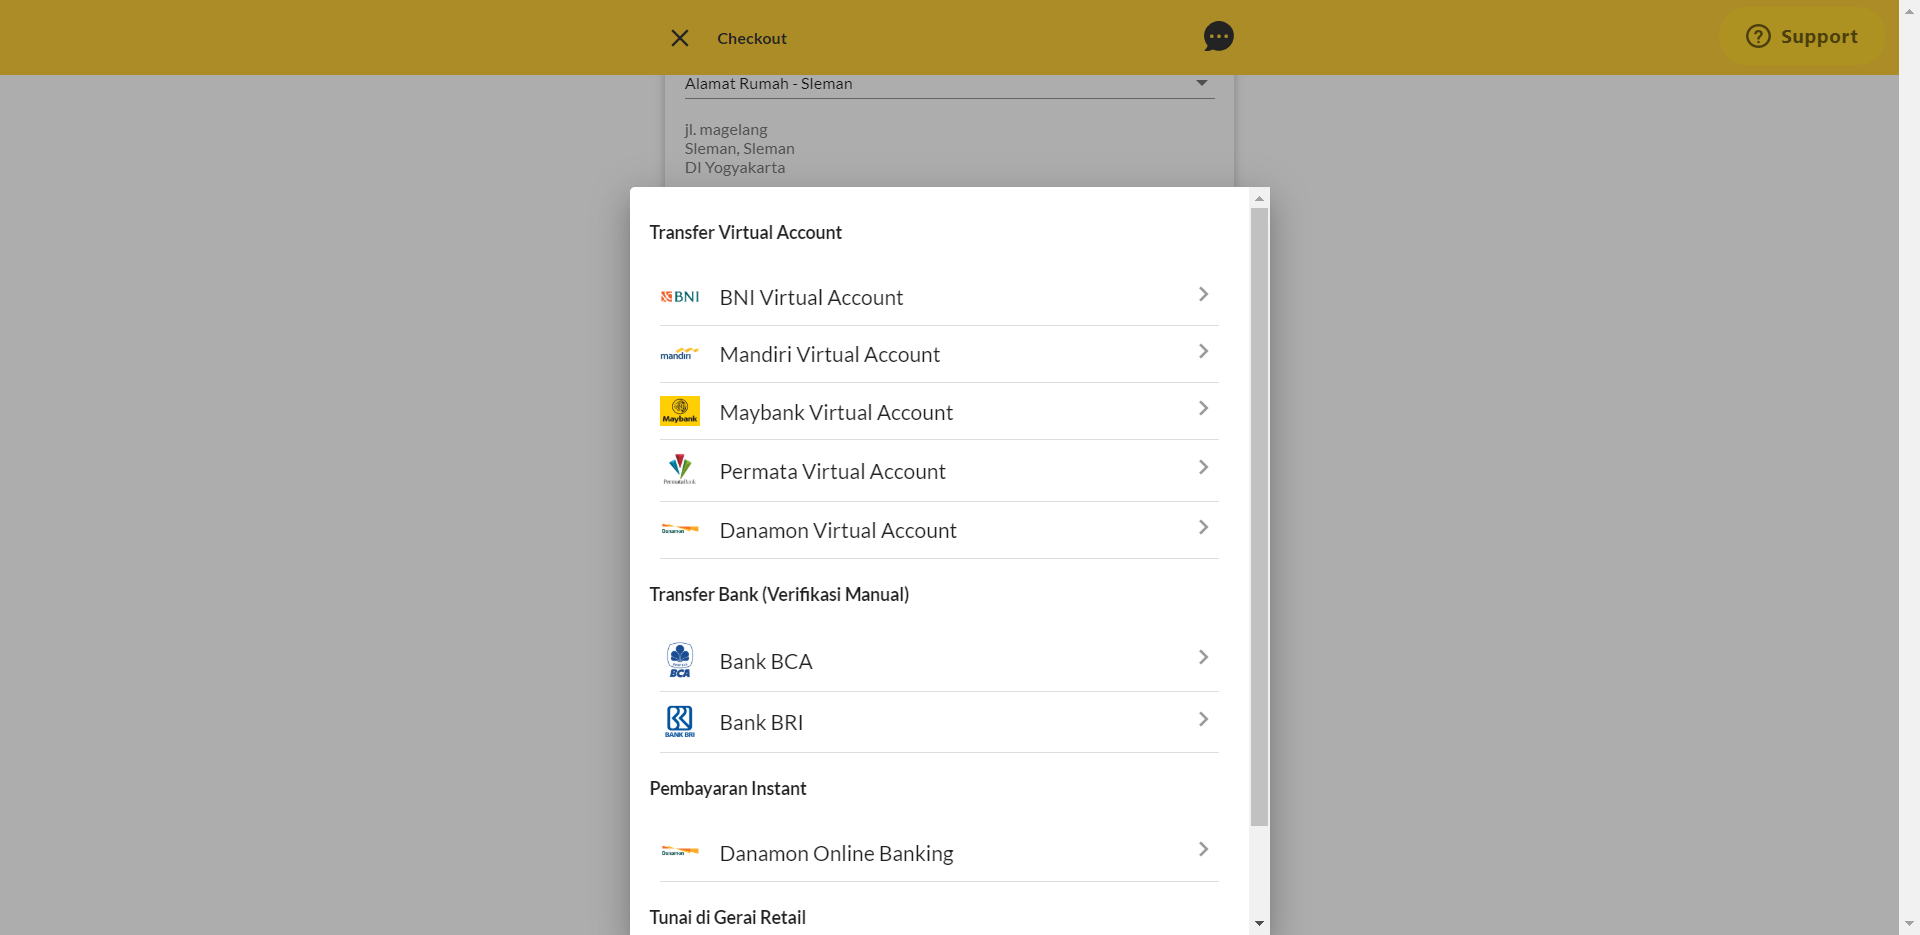 Checkout
Support
Alamat Rumah - Sleman
jl. magelang
Sleman, Sleman
DI Yogyakarta
Transfer Virtual Account
BNI
BNI Virtual Account
mandiri
Mandiri Virtual Account
Maybank
Maybank Virtual Account
PermataBank
Permata Virtual Account
Danamon
Danamon Virtual Account
Transfer Bank (Verifikasi Manual)
BCA
Bank BCA
BANK BRI
Bank BRI
Pembayaran Instant
Danamon
Danamon Online Banking
Tunai di Gerai Retail